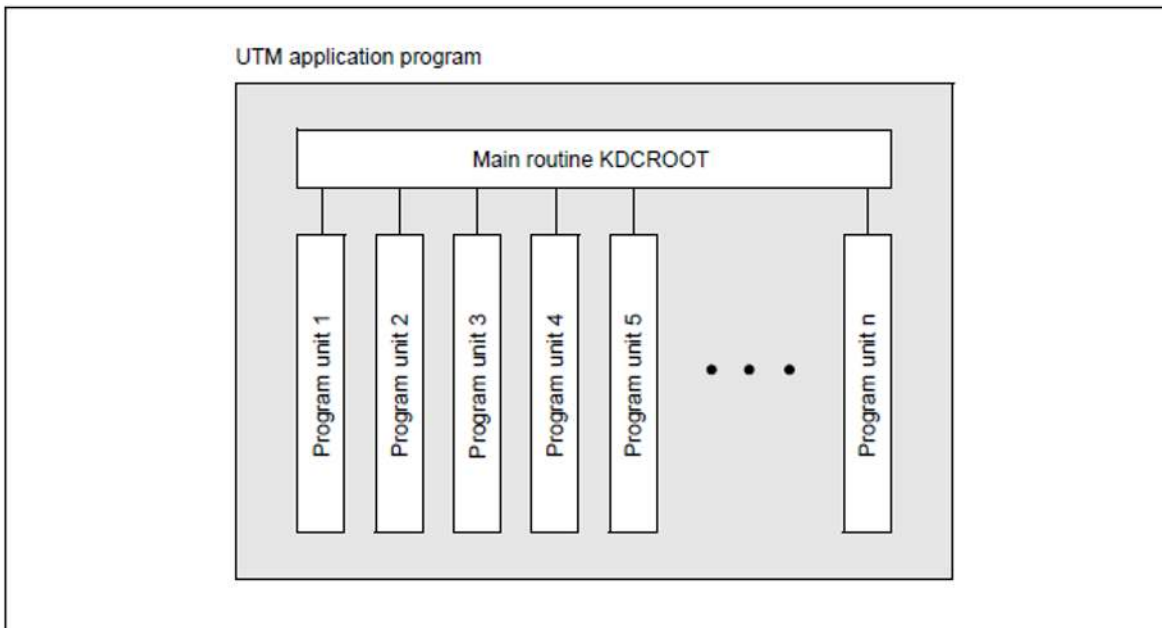 UTM application program
Main routine KDCROOT
Program unit 1
Program unit 2
Program unit 3
Program unit 4
Program unit 5
• • •
Program unit n